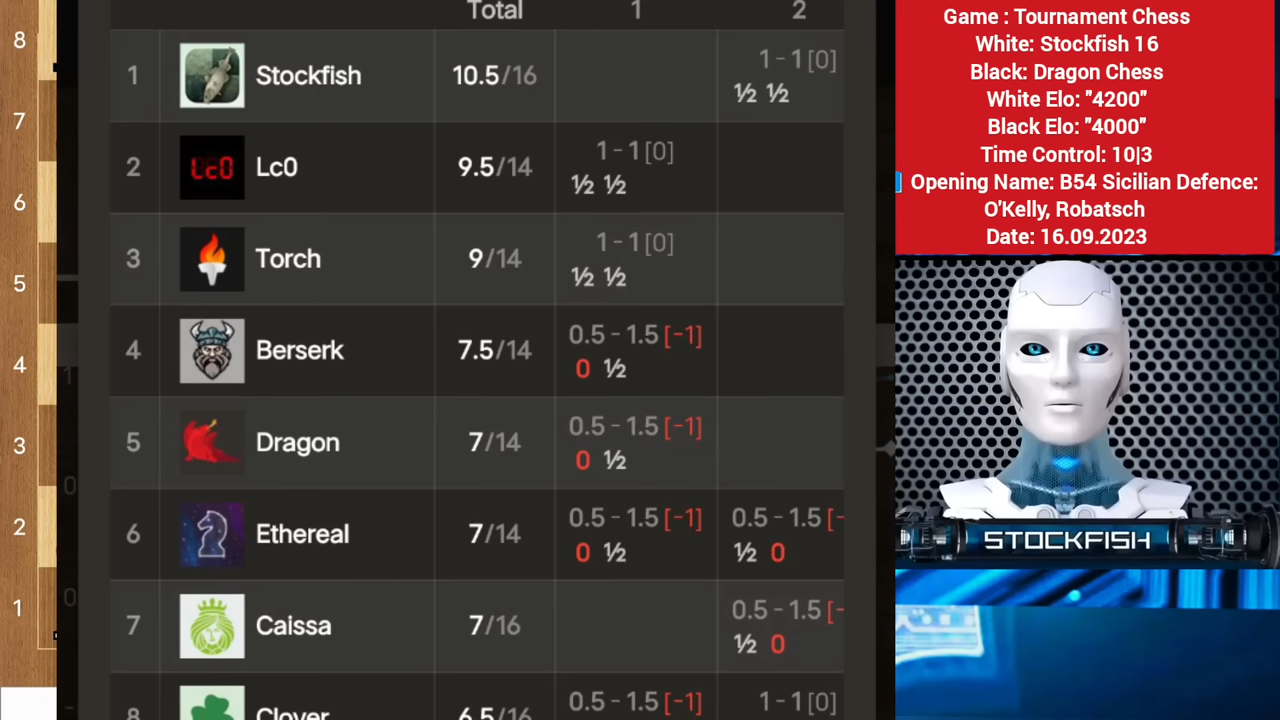 8
7
6
5
4
3
2
1
Total 1 2
1 Stockfish 10.5/16 1 - 1 [0]
½ ½
2 Lc0 Lc0 9.5/14 1 - 1 [0]
½ ½
3 Torch 9/14 1 - 1 [0]
½ ½
4 Berserk 7.5/14 0.5 - 1.5 [-1]
0 ½
5 Dragon 7/14 0.5 - 1.5 [-1]
0 ½
6 Ethereal 7/14 0.5 - 1.5 [-1] 0.5 - 1.5 [-
0 ½ ½ 0
7 Caissa 7/16 0.5 - 1.5 [-
½ 0
8 Clover 6.5/16 0.5 - 1.5 [-1] 1 - 1 [0]
Game : Tournament Chess
White: Stockfish 16
Black: Dragon Chess
White Elo: "4200"
Black Elo: "4000"
Time Control: 10|3
Opening Name: B54 Sicilian Defence:
O'Kelly, Robatsch
Date: 16.09.2023
STOCKFISH